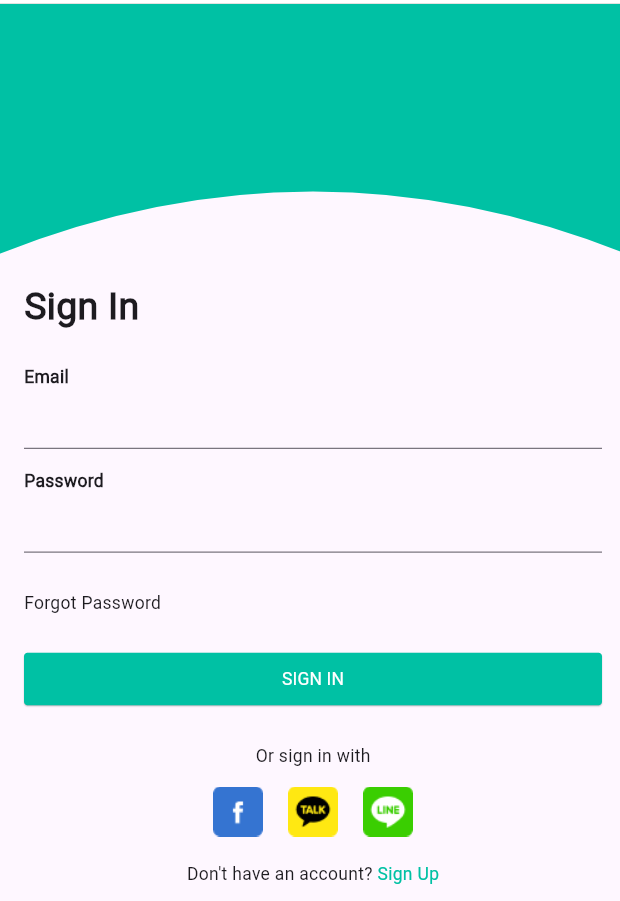 Sign In
Email
Password
Forgot Password
SIGN IN
Or sign in with
f TALK LINE
Don't have an account? Sign Up